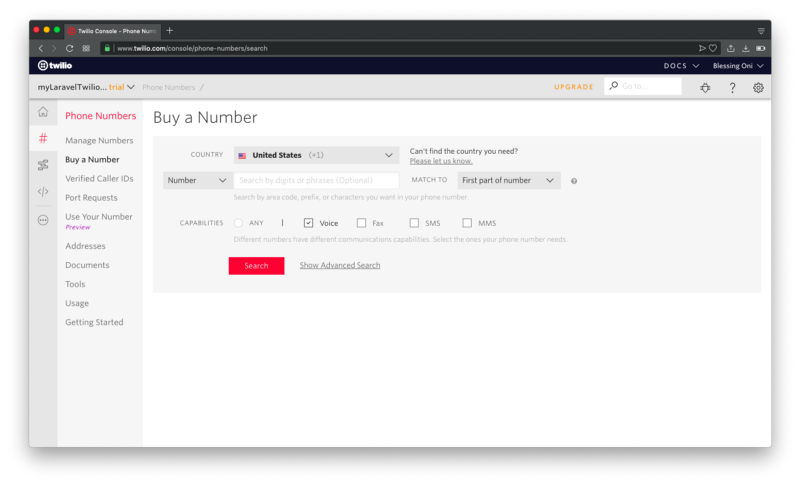 Twilio Console - Phone Num
www.twilio.com/console/phone-numbers/search
twilio
DOCS
Blessing Oni
myLaravelTwilio... trial
Phone Numbers /
UPGRADE
Go to...
Phone Numbers
Manage Numbers
Buy a Number
Verified Caller IDs
Port Requests
Use Your Number
Preview
Addresses
Documents
Tools
Usage
Getting Started
Buy a Number
COUNTRY
United States (+1)
Can't find the country you need?
Please let us know.
Number
Search by digits or phrases (Optional)
MATCH TO
First part of number
Search by area code, prefix, or characters you want in your phone number.
CAPABILITIES
ANY
Voice
Fax
SMS
MMS
Different numbers have different communications capabilities. Select the ones your phone number needs.
Search
Show Advanced Search